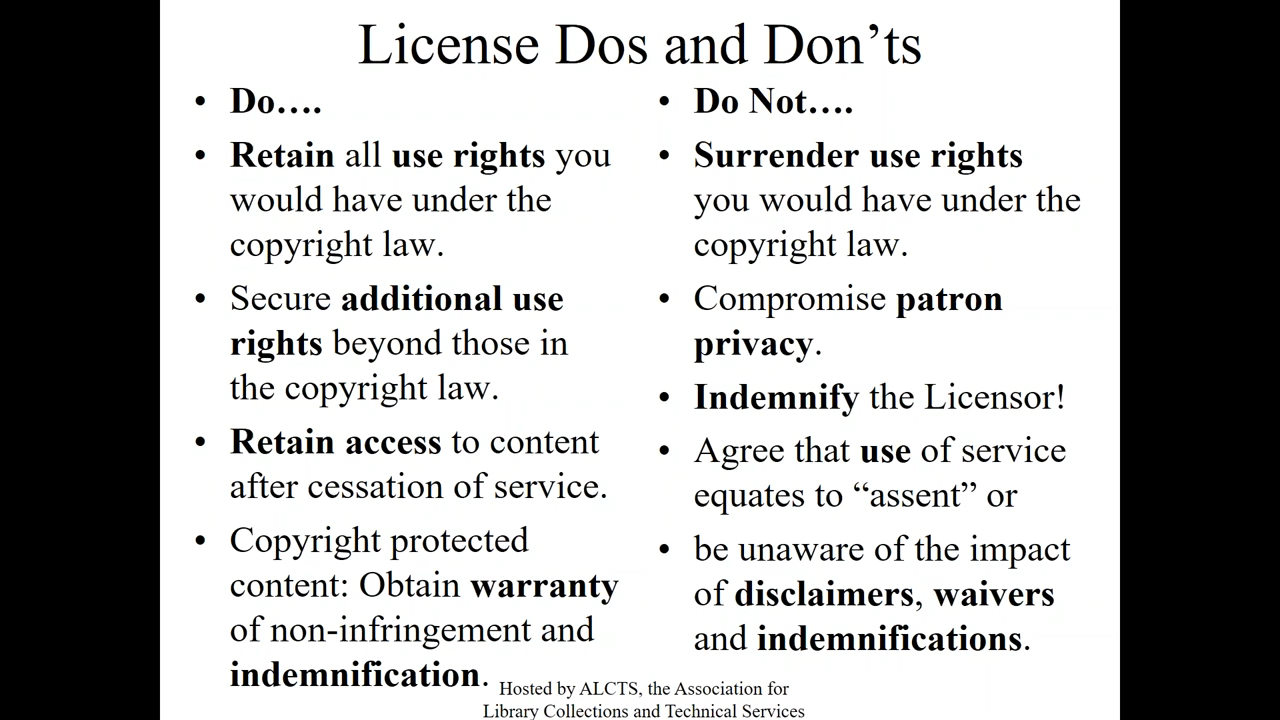 License Dos and Don’ts
• Do….
• Retain all use rights you
would have under the
copyright law.
• Secure additional use
rights beyond those in
the copyright law.
• Retain access to content
after cessation of service.
• Copyright protected
content: Obtain warranty
of non-infringement and
indemnification.
• Do Not….
• Surrender use rights
you would have under the
copyright law.
• Compromise patron
privacy.
• Indemnify the Licensor!
• Agree that use of service
equates to “assent” or
• be unaware of the impact
of disclaimers, waivers
and indemnifications.
Hosted by ALCTS, the Association for
Library Collections and Technical Services